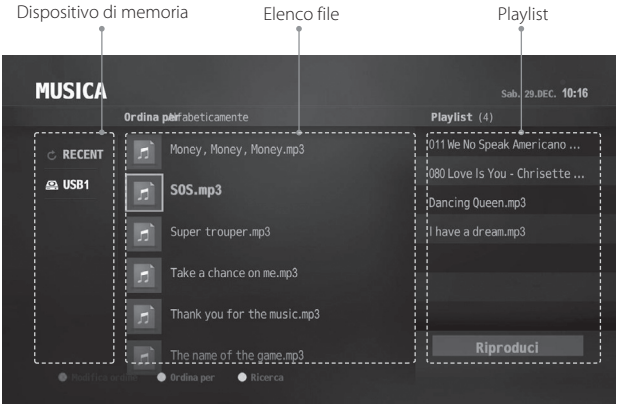 Dispositivo di memoria
Elenco file
Playlist
MUSICA
Sab. 29.DEC. 10:16
Ordina per Alfabeticamente
Playlist (4)
RECENT
USB1
Money, Money, Money.mp3
SOS.mp3
Super trouper.mp3
Take a chance on me.mp3
Thank you for the music.mp3
The name of the game.mp3
011 We No Speak Americano ...
080 Love Is You - Chrisette ...
Dancing Queen.mp3
I have a dream.mp3
Riproduci
Modifica ordine
Ordina per
Ricerca